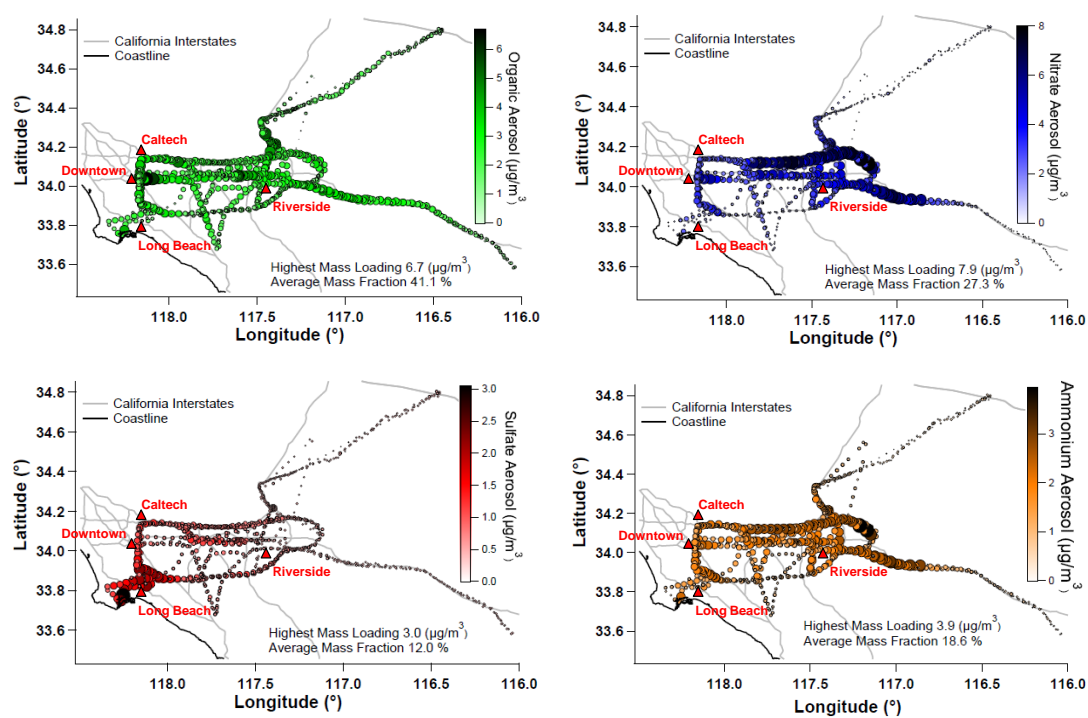 California Interstates
Coastline
34.8
34.6
34.4
34.2
34.0
33.8
33.6
Latitude (°)
Caltech
Downtown
Riverside
Long Beach
6
5
4
3
2
1
0
Organic Aerosol (µg/m³)
Highest Mass Loading 6.7 (µg/m³)
Average Mass Fraction 41.1 %
118.0
117.5
117.0
116.5
116.0
Longitude (°)
California Interstates
Coastline
34.8
34.6
34.4
34.2
34.0
33.8
33.6
Latitude (°)
Caltech
Downtown
Riverside
Long Beach
8
6
4
2
0
Nitrate Aerosol (µg/m³)
Highest Mass Loading 7.9 (µg/m³)
Average Mass Fraction 27.3 %
118.0
117.5
117.0
116.5
116.0
Longitude (°)
California Interstates
Coastline
34.8
34.6
34.4
34.2
34.0
33.8
33.6
Latitude (°)
Caltech
Downtown
Riverside
Long Beach
3.0
2.5
2.0
1.5
1.0
0.5
0.0
Sulfate Aerosol (µg/m³)
Highest Mass Loading 3.0 (µg/m³)
Average Mass Fraction 12.0 %
118.0
117.5
117.0
116.5
116.0
Longitude (°)
California Interstates
Coastline
34.8
34.6
34.4
34.2
34.0
33.8
33.6
Latitude (°)
Caltech
Downtown
Riverside
Long Beach
3
2
1
0
Ammonium Aerosol (µg/m³)
Highest Mass Loading 3.9 (µg/m³)
Average Mass Fraction 18.6 %
118.0
117.5
117.0
116.5
116.0
Longitude (°)